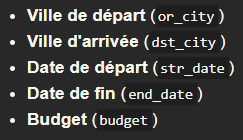 • Ville de départ (or_city)
• Ville d'arrivée (dst_city)
• Date de départ (str_date)
• Date de fin (end_date)
• Budget (budget)